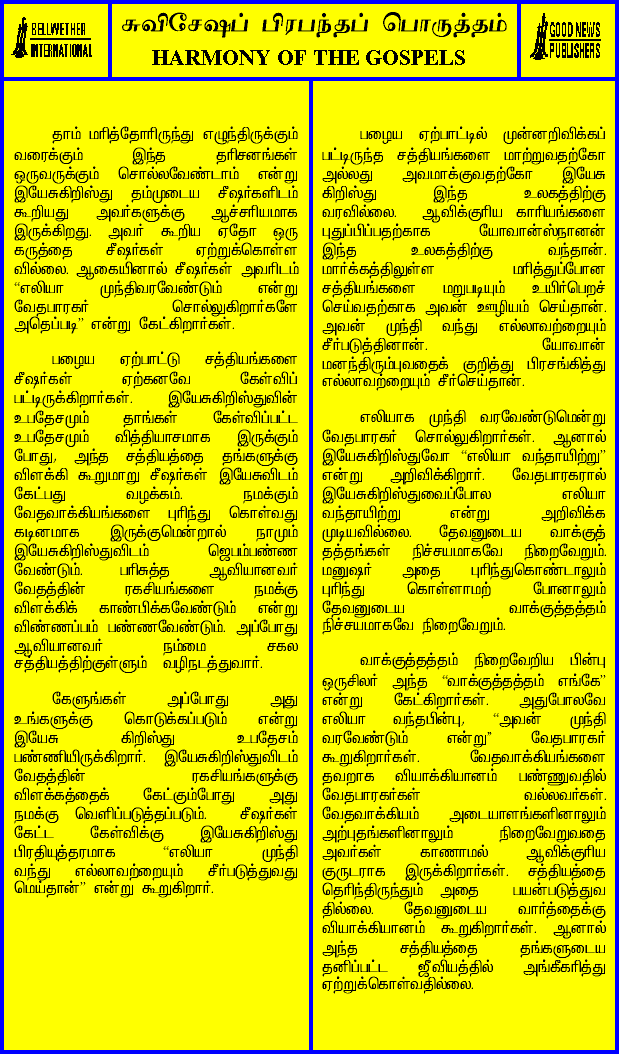 BELLWETHER
INTERNATIONAL
சுவிசேஷப் பிரபந்தப் பொருத்தம்
HARMONY OF THE GOSPELS
GOOD NEWS
PUBLISHERS
தாம் மரித்தோரிருந்து எழுந்திருக்கும்
வரைக்கும் இந்த தரிசனங்கள்
ஒருவருக்கும் சொல்லவேண்டாம் என்று
இயேசுகிறிஸ்து தம்முடைய சீஷர்களிடம்
கூறியது அவர்களுக்கு ஆச்சரியமாக
இருக்கிறது. அவர் கூறிய ஏதோ ஒரு
கருத்தை சீஷர்கள் ஏற்றுக்கொள்ள
வில்லை. ஆகையினால் சீஷர்கள் அவரிடம்
“எலியா முந்திவரவேண்டும் என்று
வேதபாரகர் சொல்லுகிறார்களே
அதெப்படி” என்று கேட்கிறார்கள்.
பழைய ஏற்பாட்டு சத்தியங்களை
சீஷர்கள் ஏற்கனவே கேள்விப்
பட்டிருக்கிறார்கள். இயேசுகிறிஸ்துவின்
உபதேசமும் தாங்கள் கேள்விப்பட்ட
உபதேசமும் வித்தியாசமாக இருக்கும்
போது, அந்த சத்தியத்தை தங்களுக்கு
விளக்கி கூறுமாறு சீஷர்கள் இயேசுவிடம்
கேட்பது வழக்கம். நமக்கும்
வேதவாக்கியங்களை புரிந்து கொள்வது
கடினமாக இருக்குமென்றால் நாமும்
இயேசுகிறிஸ்துவிடம் ஜெபம்பண்ண
வேண்டும். பரிசுத்த ஆவியானவர்
வேதத்தின் ரகசியங்களை நமக்கு
விளக்கிக் காண்பிக்கவேண்டும் என்று
விண்ணப்பம் பண்ணவேண்டும். அப்போது
ஆவியானவர் நம்மை சகல
சத்தியத்திற்குள்ளும் வழிநடத்துவார்.
கேளுங்கள் அப்போது அது
உங்களுக்கு கொடுக்கப்படும் என்று
இயேசு கிறிஸ்து உபதேசம்
பண்ணியிருக்கிறார். இயேசுகிறிஸ்துவிடம்
வேதத்தின் ரகசியங்களுக்கு
விளக்கத்தைக் கேட்கும்போது அது
நமக்கு வெளிப்படுத்தப்படும். சீஷர்கள்
கேட்ட கேள்விக்கு இயேசுகிறிஸ்து
பிரதியுத்தரமாக “எலியா முந்தி
வந்து எல்லாவற்றையும் சீர்படுத்துவது
மெய்தான்” என்று கூறுகிறார்.
பழைய ஏற்பாட்டில் முன்னறிவிக்கப்
பட்டிருந்த சத்தியங்களை மாற்றுவதற்கோ
அல்லது அவமாக்குவதற்கோ இயேசு
கிறிஸ்து இந்த உலகத்திற்கு
வரவில்லை. ஆவிக்குரிய காரியங்களை
புதுப்பிப்பதற்காக யோவான்ஸ்நானன்
இந்த உலகத்திற்கு வந்தான்.
மார்க்கத்திலுள்ள மரித்துப்போன
சத்தியங்களை மறுபடியும் உயிர்பெறச்
செய்வதற்காக அவன் ஊழியம் செய்தான்.
அவன் முந்தி வந்து எல்லாவற்றையும்
சீர்படுத்தினான். யோவான்
மனந்திரும்புவதைக் குறித்து பிரசங்கித்து
எல்லாவற்றையும் சீர்செய்தான்.
எலியாக முந்தி வரவேண்டுமென்று
வேதபாரகர் சொல்லுகிறார்கள். ஆனால்
இயேசுகிறிஸ்துவோ “எலியா வந்தாயிற்று”
என்று அறிவிக்கிறார். வேதபாரகரால்
இயேசுகிறிஸ்துவைப்போல எலியா
வந்தாயிற்று என்று அறிவிக்க
முடியவில்லை. தேவனுடைய வாக்குத்
தத்தங்கள் நிச்சயமாகவே நிறைவேறும்.
மனுஷர் அதை புரிந்துகொண்டாலும்
புரிந்து கொள்ளாமற் போனாலும்
தேவனுடைய வாக்குத்தத்தம்
நிச்சயமாகவே நிறைவேறும்.
வாக்குத்தத்தம் நிறைவேறிய பின்பு
ஒருசிலர் அந்த “வாக்குத்தத்தம் எங்கே”
என்று கேட்கிறார்கள். அதுபோலவே
எலியா வந்தபின்பு, “அவன் முந்தி
வரவேண்டும் என்று” வேதபாரகர்
கூறுகிறார்கள். வேதவாக்கியங்களை
தவறாக வியாக்கியானம் பண்ணுவதில்
வேதபாரகர்கள் வல்லவர்கள்.
வேதவாக்கியம் அடையாளங்களினாலும்
அற்புதங்களினாலும் நிறைவேறுவதை
அவர்கள் காணாமல் ஆவிக்குரிய
குருடராக இருக்கிறார்கள். சத்தியத்தை
தெரிந்திருந்தும் அதை பயன்படுத்துவ
தில்லை. தேவனுடைய வார்த்தைக்கு
வியாக்கியானம் கூறுகிறார்கள். ஆனால்
அந்த சத்தியத்தை தங்களுடைய
தனிப்பட்ட ஜீவியத்தில் அங்கீகரித்து
ஏற்றுக்கொள்வதில்லை.